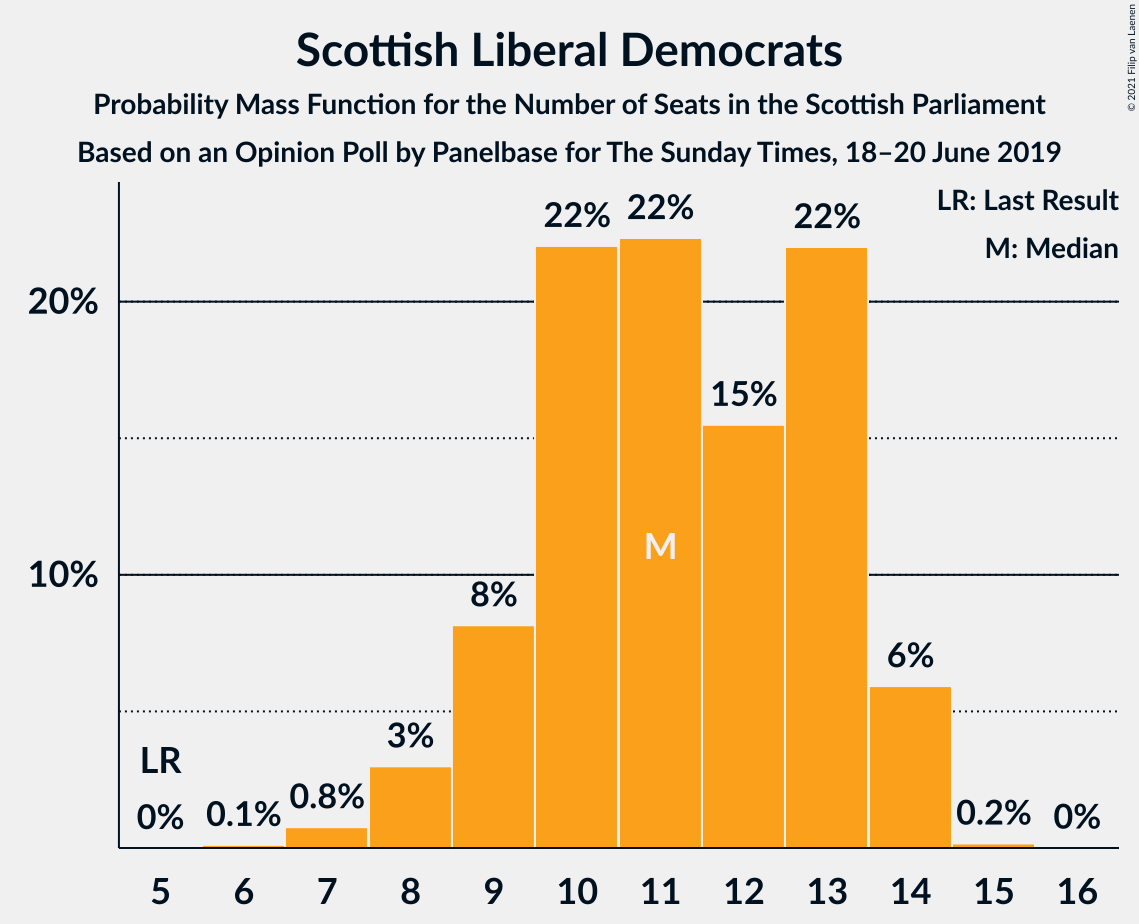 Scottish Liberal Democrats
Probability Mass Function for the Number of Seats in the Scottish Parliament
Based on an Opinion Poll by Panelbase for The Sunday Times, 18–20 June 2019
© 2021 Filip van Laenen
LR: Last Result
M: Median
22%
22%
22%
20%
15%
M
10%
8%
6%
3%
LR
0%
0.1%
0.8%
0.2%
0%
5 6 7 8 9 10 11 12 13 14 15 16